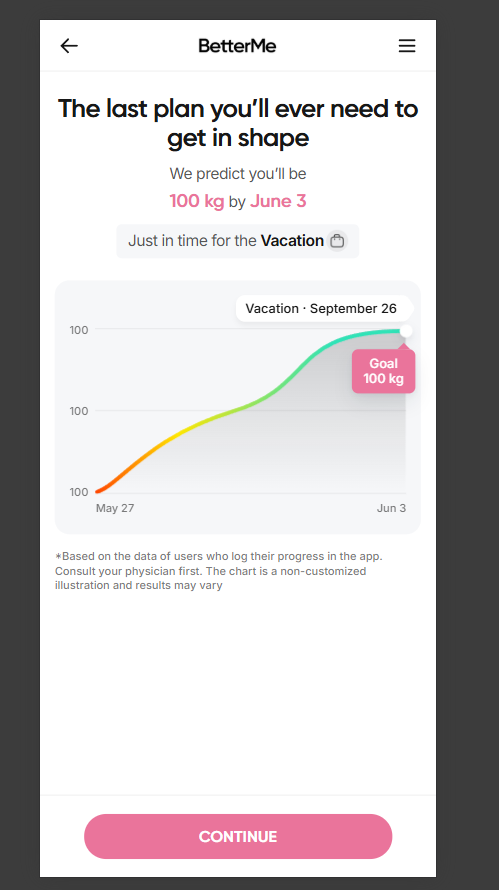 BetterMe
The last plan you’ll ever need to
get in shape
We predict you’ll be
100 kg by June 3
Just in time for the Vacation
Vacation · September 26
100
Goal
100 kg
100
100
May 27
Jun 3
*Based on the data of users who log their progress in the app.
Consult your physician first. The chart is a non-customized
illustration and results may vary
CONTINUE